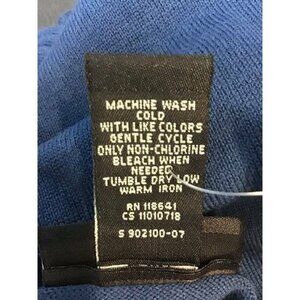 MACHINE WASH
COLD
WITH LIKE COLORS
GENTLE CYCLE
ONLY NON-CHLORINE
BLEACH WHEN
NEEDED
TUMBLE DRY LOW
WARM IRON
RN 118641
CS 11010718
S 902100-07